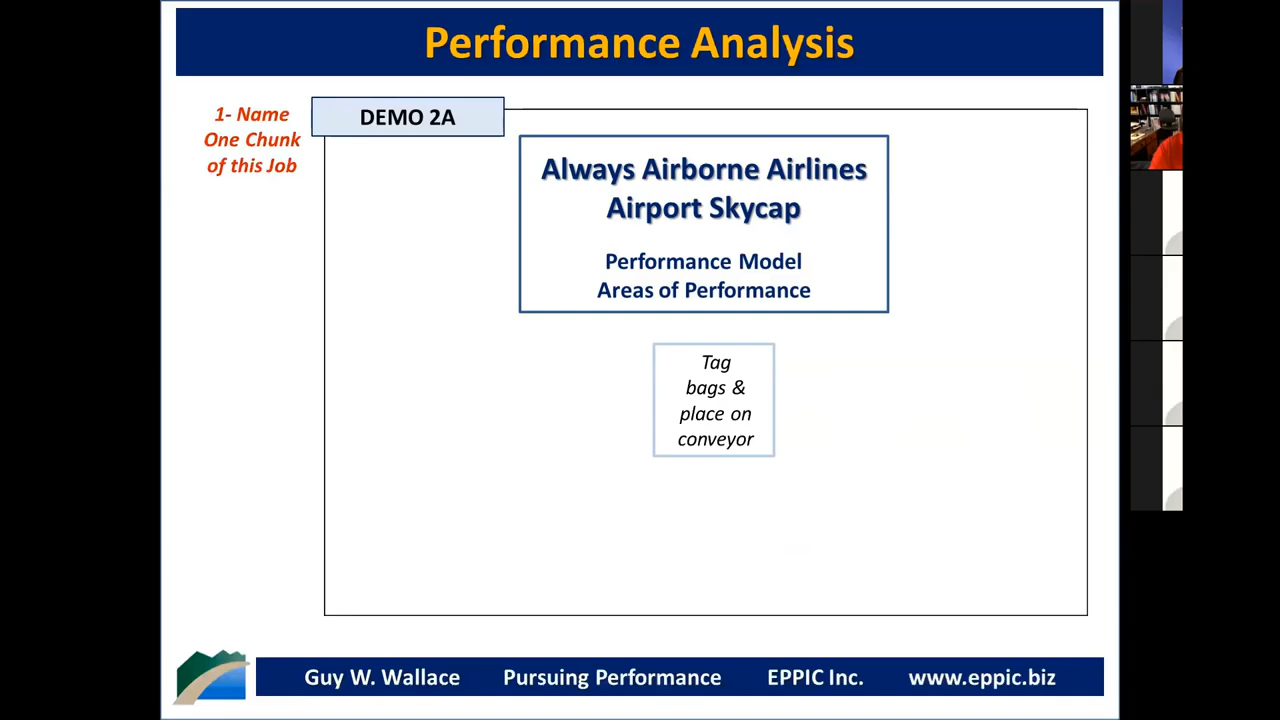 Performance Analysis
1- Name
One Chunk
of this Job
DEMO 2A
Always Airborne Airlines
Airport Skycap
Performance Model
Areas of Performance
Tag
bags &
place on
conveyor
Guy W. Wallace Pursuing Performance EPPIC Inc. www.eppic.biz